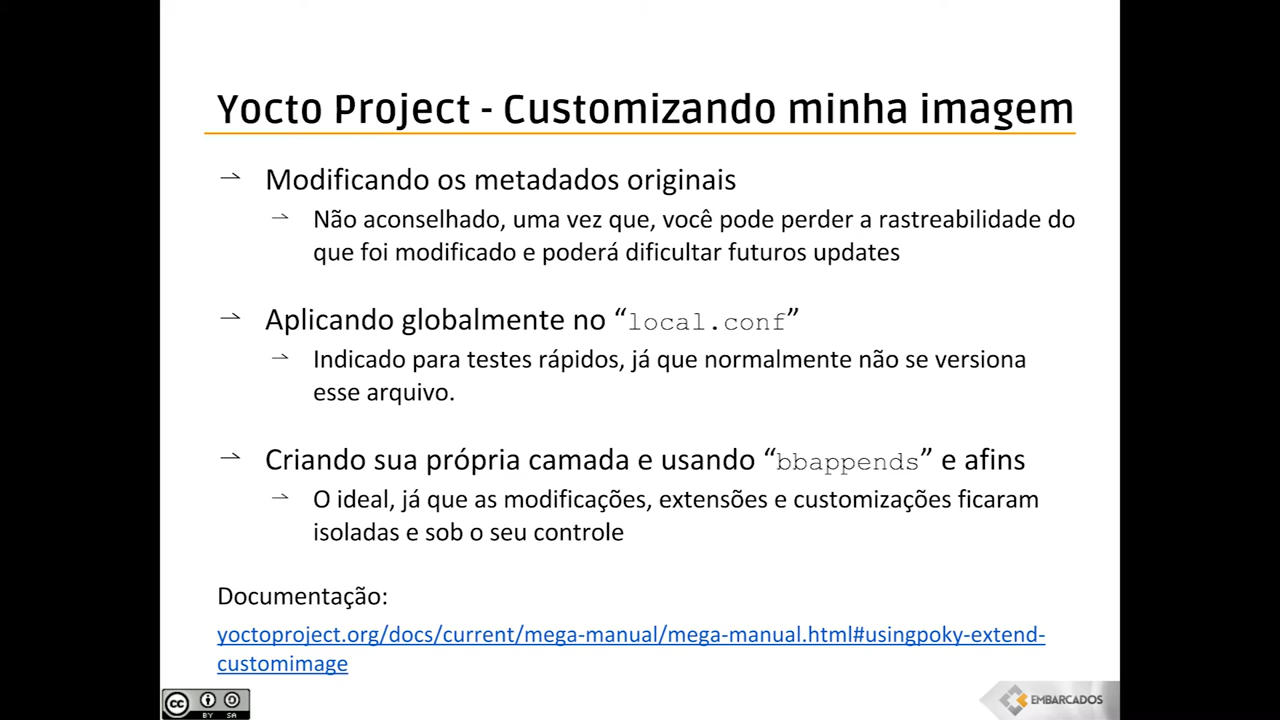 Yocto Project - Customizando minha imagem
⇀ Modificando os metadados originais
⇀ Não aconselhado, uma vez que, você pode perder a rastreabilidade do
que foi modificado e poderá dificultar futuros updates
⇀ Aplicando globalmente no “local.conf”
⇀ Indicado para testes rápidos, já que normalmente não se versiona
esse arquivo.
⇀ Criando sua própria camada e usando “bbappends” e afins
⇀ O ideal, já que as modificações, extensões e customizações ficaram
isoladas e sob o seu controle
Documentação:
yoctoproject.org/docs/current/mega-manual/mega-manual.html#usingpoky-extend-
customimage
cc BY SA
EMBARCADOS